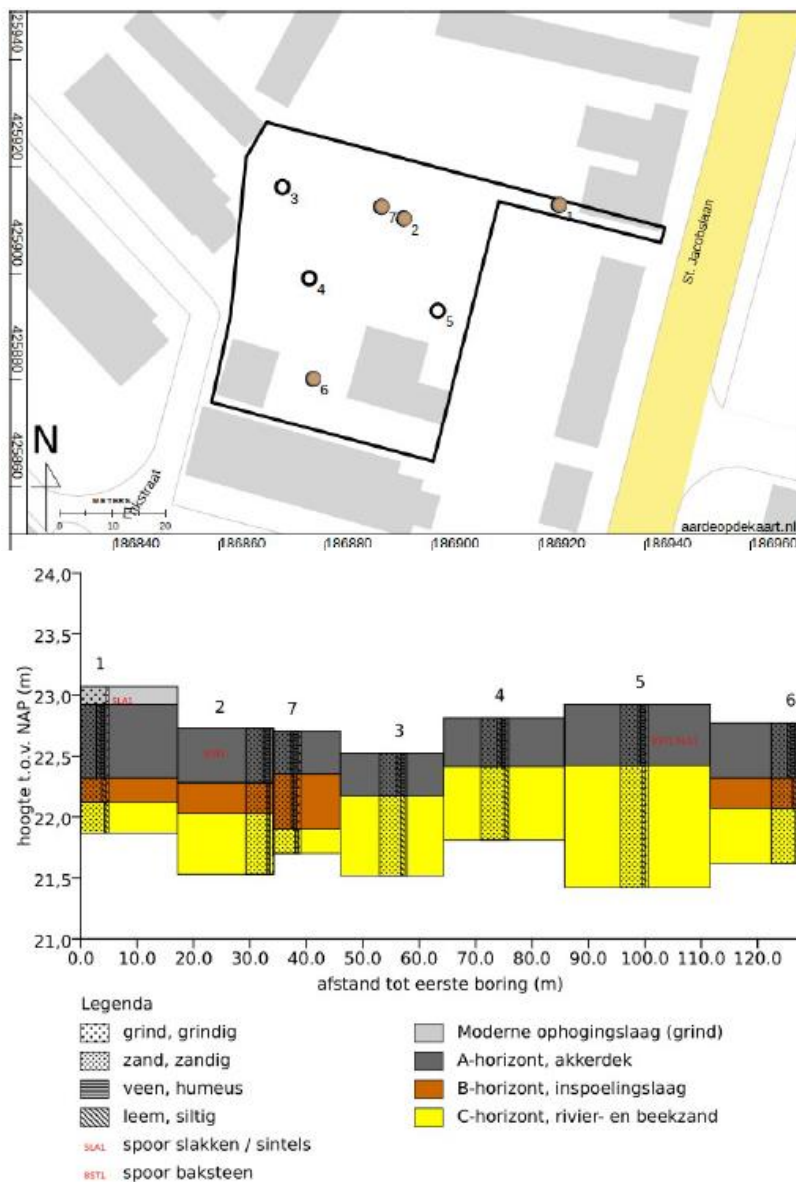 425940
425920
425900
425880
425860
3
7
2
1
4
5
6
St. Jacobslaan
N
METERS
0 10 20
aardeopdekaart.nl
186840 186860 186880 186900 186920 186940 186960
hoogte t.o.v. NAP (m)
24,0
23,5
23,0
22,5
22,0
21,5
21,0
1 2 7 3 4 5 6
SLA1
0.0 10.0 20.0 30.0 40.0 50.0 60.0 70.0 80.0 90.0 100.0 110.0 120.0
afstand tot eerste boring (m)
Legenda
grind, grindig
zand, zandig
veen, humeus
leem, siltig
SLA1 spoor slakken / sintels
BST1 spoor baksteen
Moderne ophogingslaag (grind)
A-horizont, akkerdek
B-horizont, inspoelingslaag
C-horizont, rivier- en beekzand